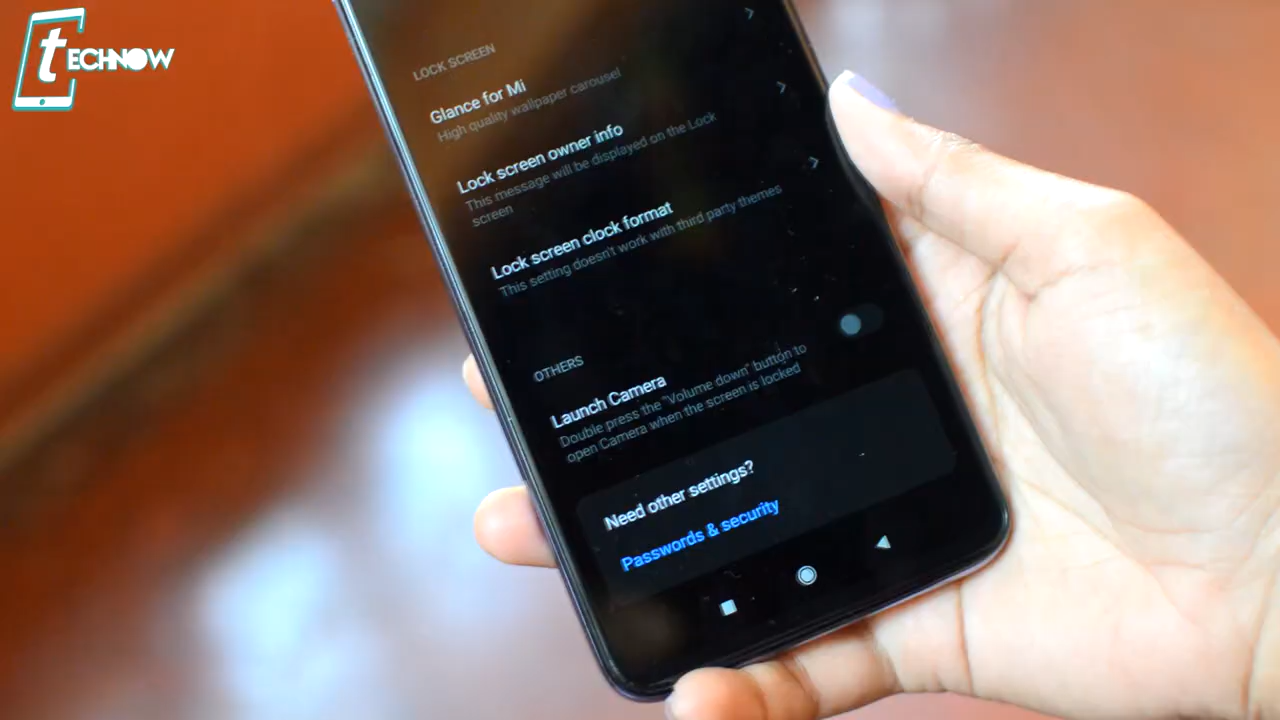 tECHNOW
LOCK SCREEN
Glance for Mi
High quality wallpaper carousel
Lock screen owner info
This message will be displayed on the Lock
screen
Lock screen clock format
This setting doesn't work with third party themes
OTHERS
Launch Camera
Double press the "Volume down" button to
open Camera when the screen is locked
Need other settings?
Passwords & security